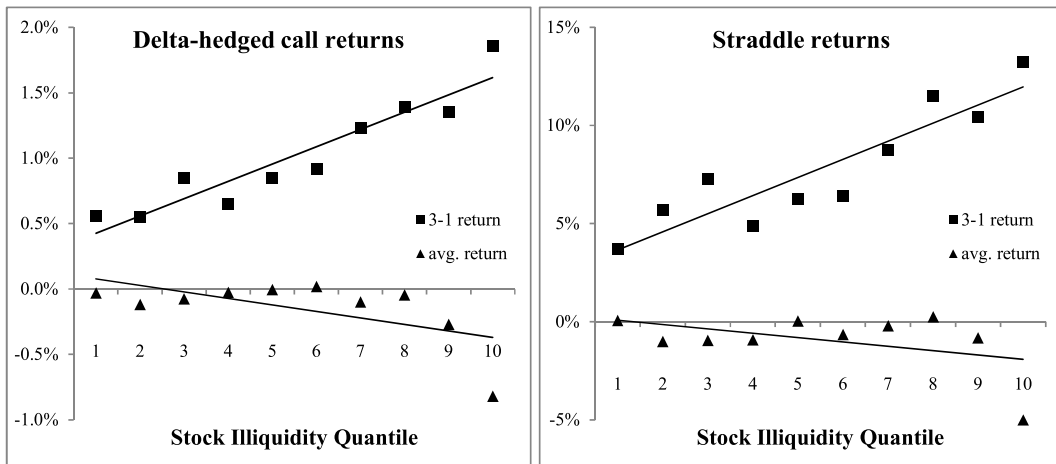 Delta-hedged call returns
2.0%
1.5%
1.0%
0.5%
0.0%
-0.5%
-1.0%
3-1 return
avg. return
1 2 3 4 5 6 7 8 9 10
Stock Illiquidity Quantile
Straddle returns
15%
10%
5%
0%
-5%
3-1 return
avg. return
1 2 3 4 5 6 7 8 9 10
Stock Illiquidity Quantile